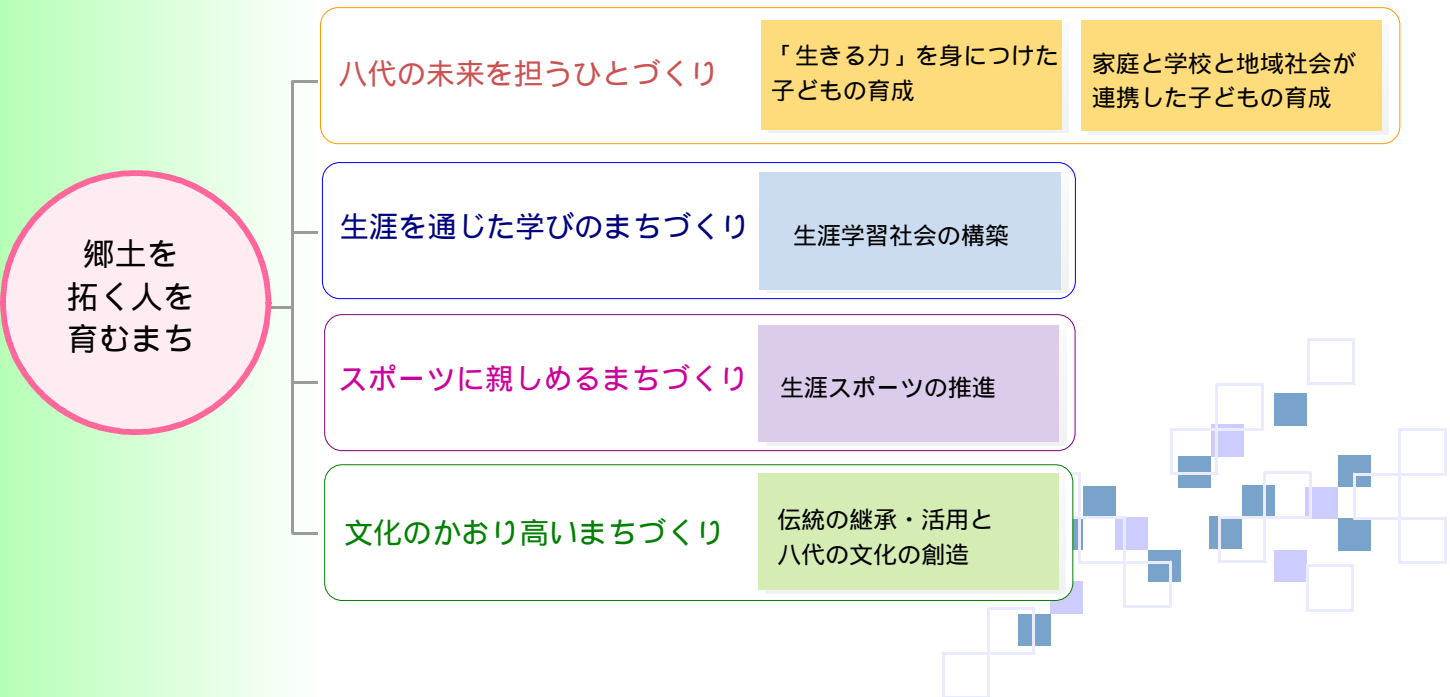 郷土を
拓く人を
育むまち
八代の未来を担うひとづくり
「生きる力」を身につけた
子どもの育成
家庭と学校と地域社会が
連携した子どもの育成
生涯を通じた学びのまちづくり
生涯学習社会の構築
スポーツに親しめるまちづくり
生涯スポーツの推進
文化のかおり高いまちづくり
伝統の継承・活用と
八代の文化の創造